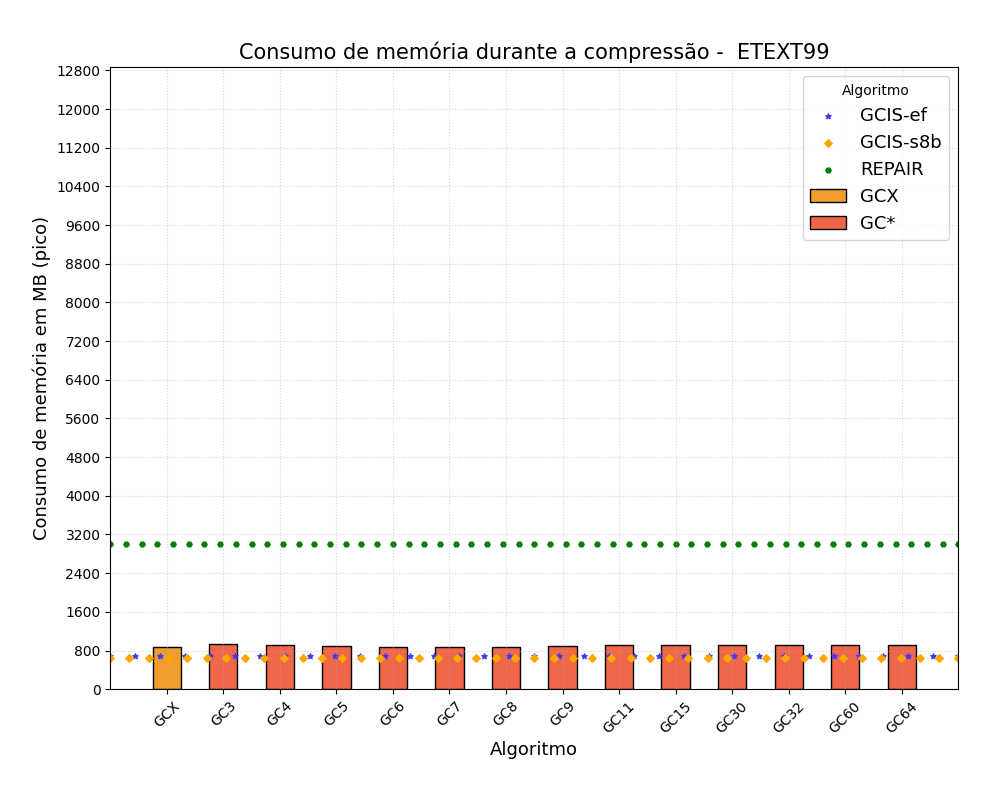 Consumo de memória durante a compressão -  ETEXT99
12800
12000
11200
10400
9600
8800
8000
7200
6400
5600
4800
4000
3200
2400
1600
800
0
Consumo de memória em MB (pico)
Algoritmo
GCIS-ef
GCIS-s8b
REPAIR
GCX
GC*
GCX
GC3
GC4
GC5
GC6
GC7
GC8
GC9
GC11
GC15
GC30
GC32
GC60
GC64
Algoritmo